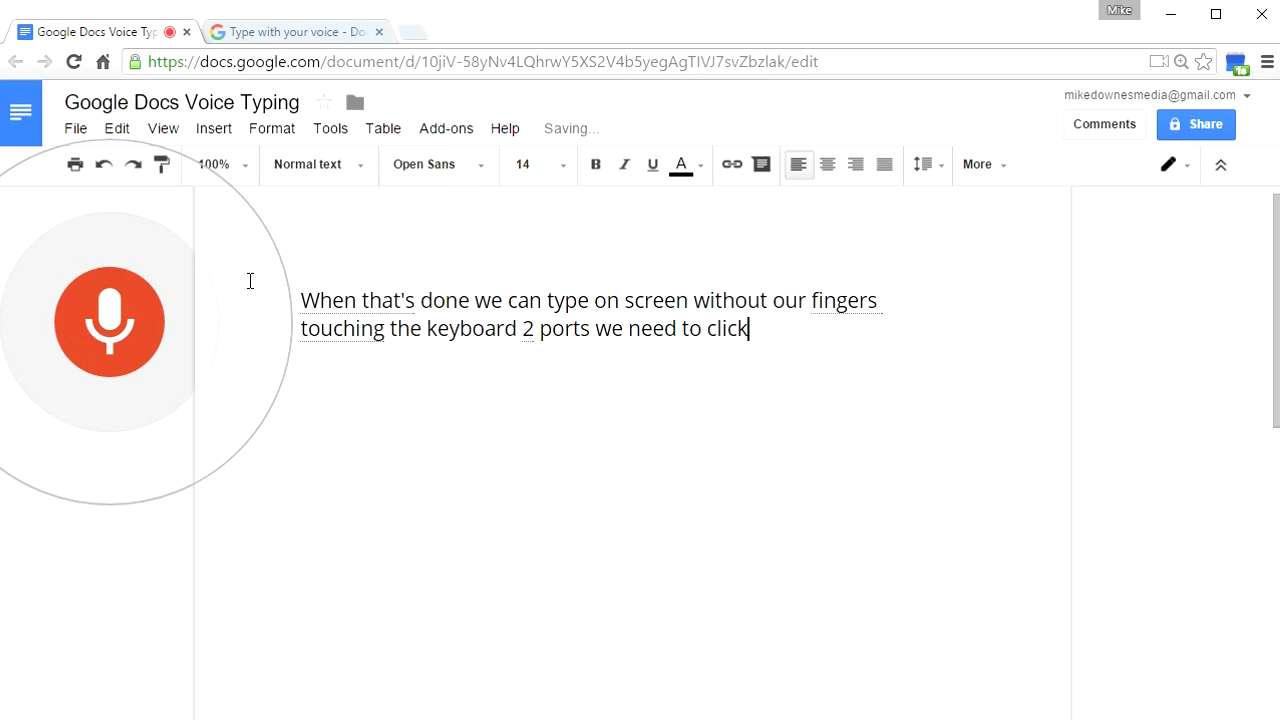 Mike
Google Docs Voice Typ
Type with your voice - Do
https://docs.google.com/document/d/10jiV-58yNv4LQIrwY5XS2V4b5yegAgTIVJ7svZbzlak/edit
Google Docs Voice Typing
mikedownesmedia@gmail.com
File Edit View Insert Format Tools Table Add-ons Help Saving...
Comments Share
100% Normal text Open Sans 14 B I U A More
When that's done we can type on screen without our fingers
touching the keyboard 2 ports we need to click